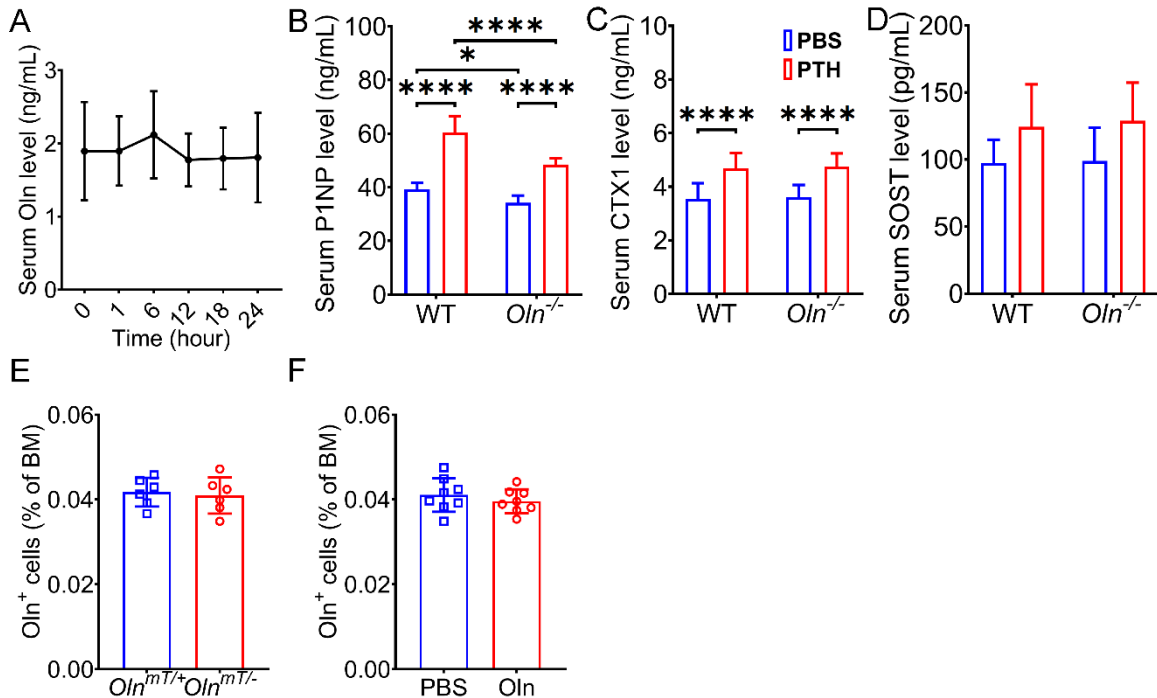 A
Serum Oln level (ng/mL)
3
2
1
0
0 1 6 12 18 24
Time (hour)
B
Serum P1NP level (ng/mL)
100
80
60
40
20
0
****
*
**** ****
WT Oln-/-
C
Serum CTX1 level (ng/mL)
10
8
6
4
2
0
PBS
PTH
**** ****
WT Oln-/-
D
Serum SOST level (pg/mL)
200
150
100
50
0
WT Oln-/-
E
Oln+ cells (% of BM)
0.06
0.04
0.02
0.00
OlnmT/+ OlnmT/-
F
Oln+ cells (% of BM)
0.06
0.04
0.02
0.00
PBS Oln